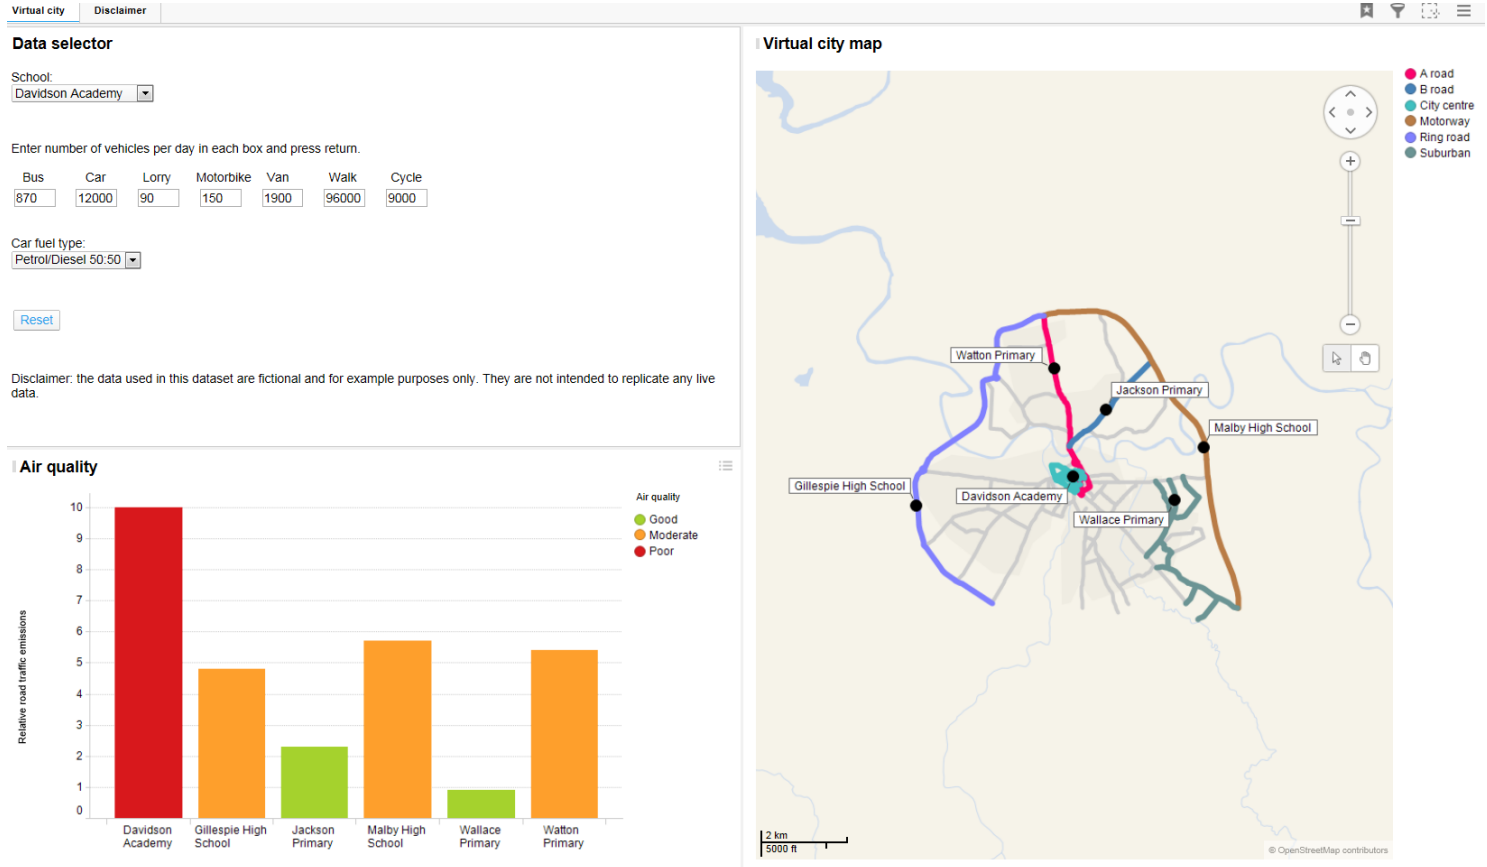 Virtual city
Disclaimer
Data selector
School:
Davidson Academy
Enter number of vehicles per day in each box and press return.
Bus Car Lorry Motorbike Van Walk Cycle
870 12000 90 150 1900 96000 9000
Car fuel type:
Petrol/Diesel 50:50
Reset
Disclaimer: the data used in this dataset are fictional and for example purposes only. They are not intended to replicate any live
data.
Air quality
Relative road traffic emissions
10
9
8
7
6
5
4
3
2
1
0
Davidson
Academy
Gillespie High
School
Jackson
Primary
Malby High
School
Wallace
Primary
Watton
Primary
Air quality
Good
Moderate
Poor
Virtual city map
Watton Primary
Jackson Primary
Malby High School
Gillespie High School
Davidson Academy
Wallace Primary
2 km
5000 ft
© OpenStreetMap contributors
A road
B road
City centre
Motorway
Ring road
Suburban